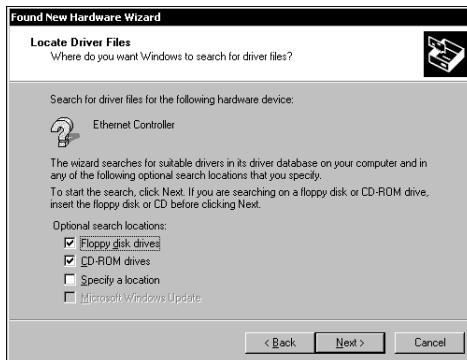 Found New Hardware Wizard
Locate Driver Files
Where do you want Windows to search for driver files?
Search for driver files for the following hardware device:
Ethernet Controller
The wizard searches for suitable drivers in its driver database on your computer and in
any of the following optional search locations that you specify.
To start the search, click Next. If you are searching on a floppy disk or CD-ROM drive,
insert the floppy disk or CD before clicking Next.
Optional search locations:
Floppy disk drives
CD-ROM drives
Specify a location
Microsoft Windows Update
< Back
Next >
Cancel